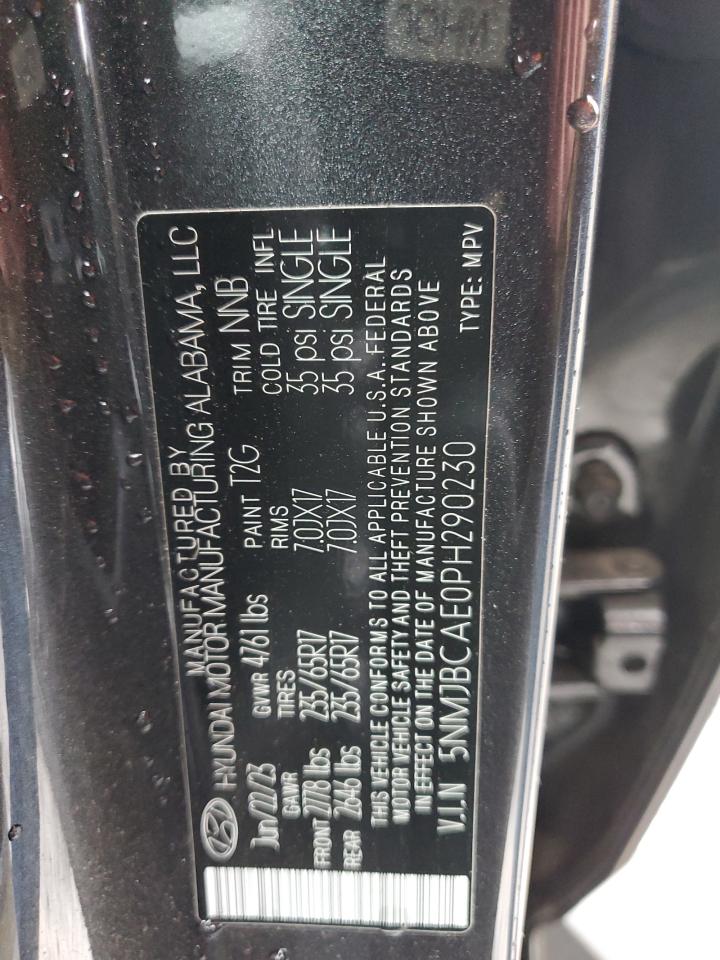 MANUFACTURED BY
HYUNDAI MOTOR MANUFACTURING ALABAMA, LLC
Jun/22/23 GVWR 4761 lbs PAINT T2G TRIM NNB
GAWR TIRES RIMS COLD TIRE INFL
FRONT 2778 lbs 235/65R17 7.0JX17 35 psi SINGLE
REAR 2646 lbs 235/65R17 7.0JX17 35 psi SINGLE
THIS VEHICLE CONFORMS TO ALL APPLICABLE U.S.A. FEDERAL
MOTOR VEHICLE SAFETY AND THEFT PREVENTION STANDARDS
IN EFFECT ON THE DATE OF MANUFACTURE SHOWN ABOVE
V.I.N 5NMJBCAE0PH290230 TYPE: MPV